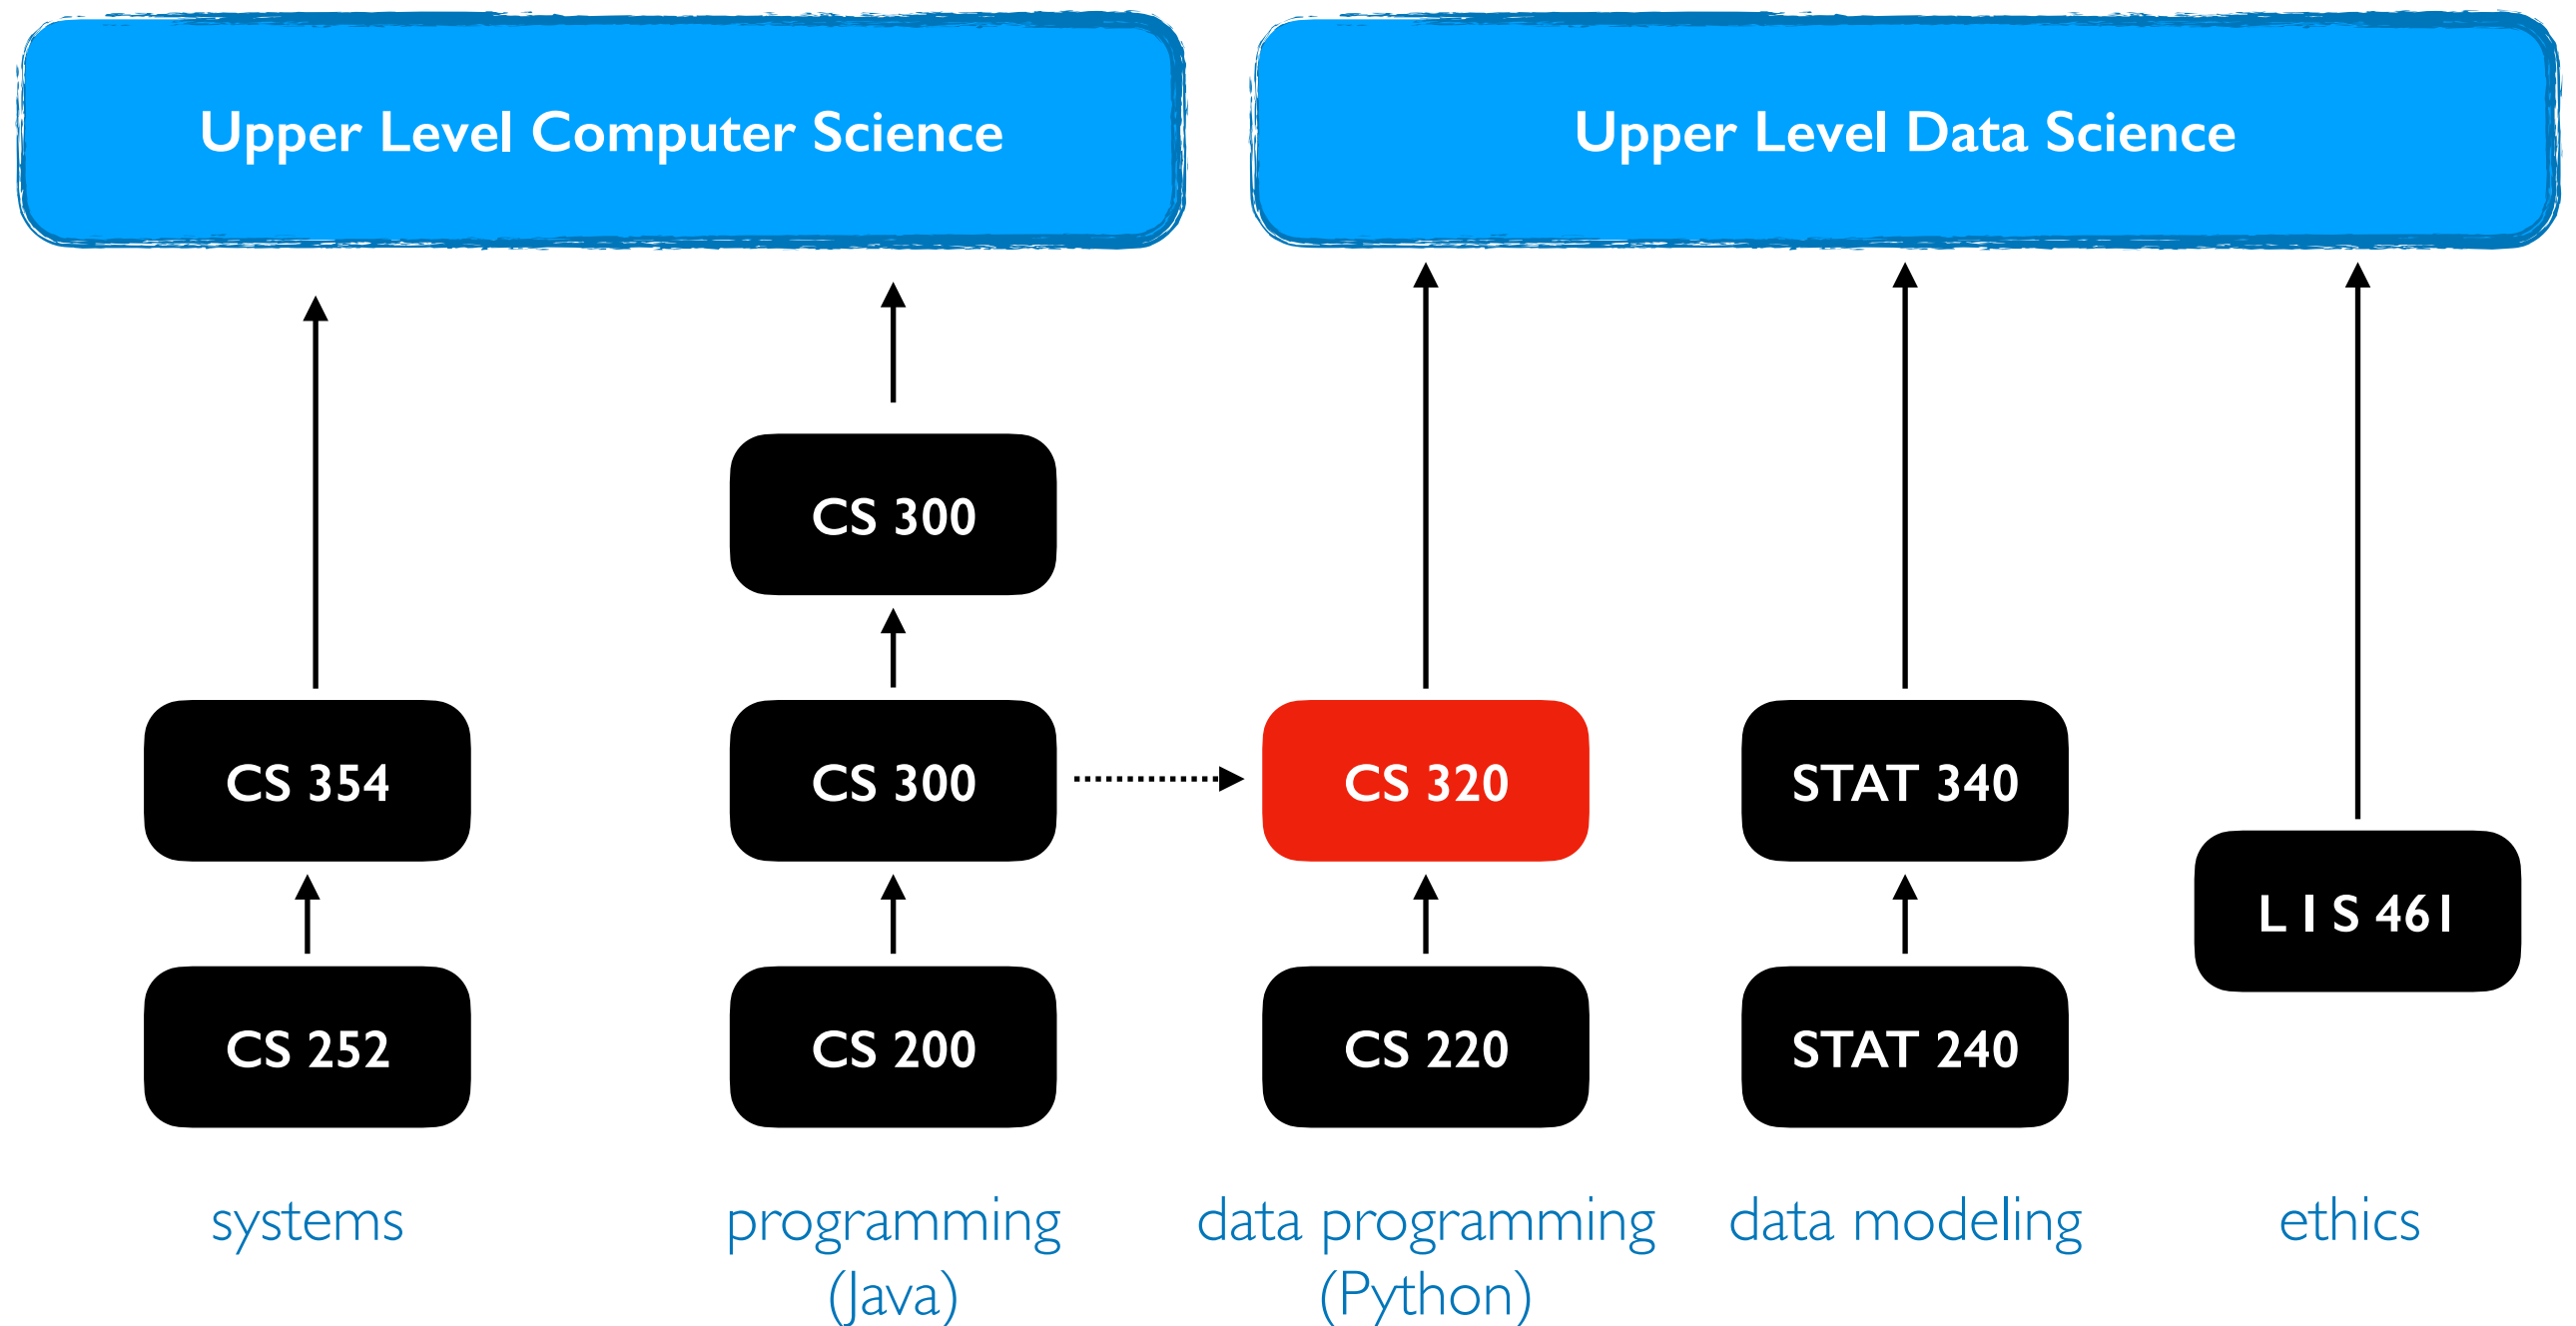 Upper Level Computer Science
Upper Level Data Science
CS 300
CS 354
CS 300
CS 320
STAT 340
L I S 461
CS 252
CS 200
CS 220
STAT 240
systems
programming
(Java)
data programming
(Python)
data modeling
ethics